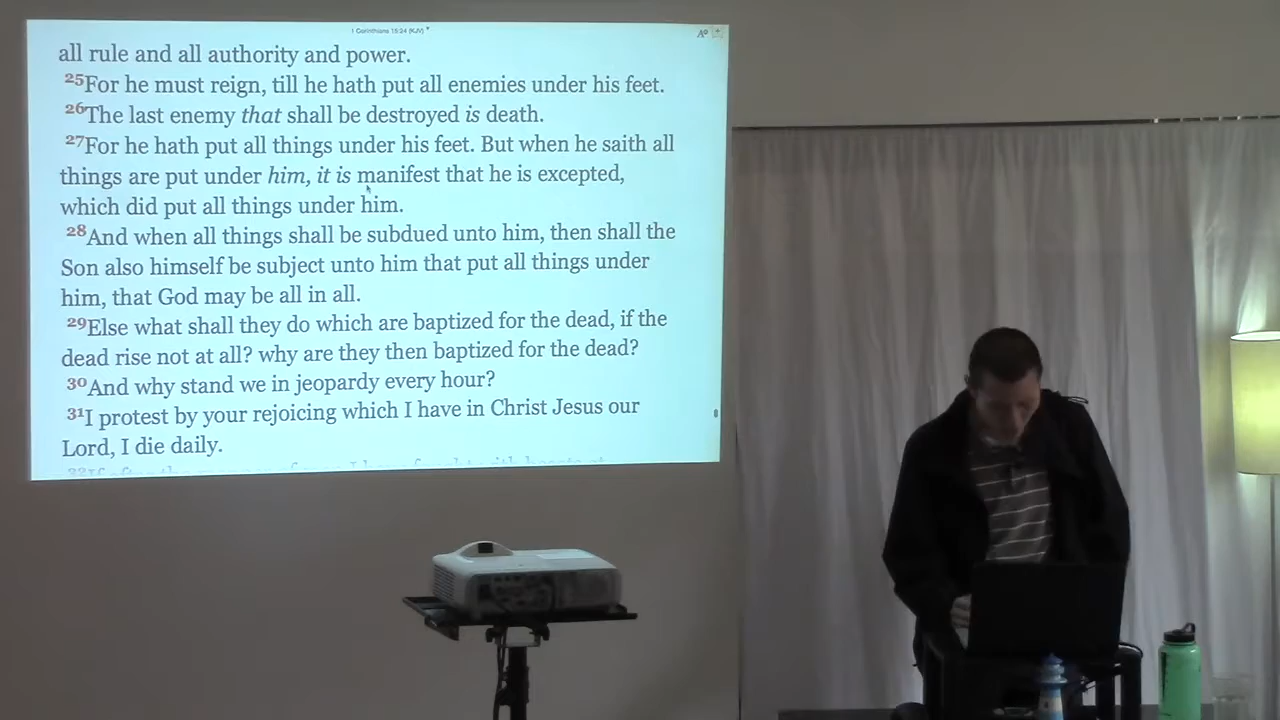 1 Corinthians 15:24 (KJV)
all rule and all authority and power.
25For he must reign, till he hath put all enemies under his feet.
26The last enemy that shall be destroyed is death.
27For he hath put all things under his feet. But when he saith all
things are put under him, it is manifest that he is excepted,
which did put all things under him.
28And when all things shall be subdued unto him, then shall the
Son also himself be subject unto him that put all things under
him, that God may be all in all.
29Else what shall they do which are baptized for the dead, if the
dead rise not at all? why are they then baptized for the dead?
30And why stand we in jeopardy every hour?
31I protest by your rejoicing which I have in Christ Jesus our
Lord, I die daily.